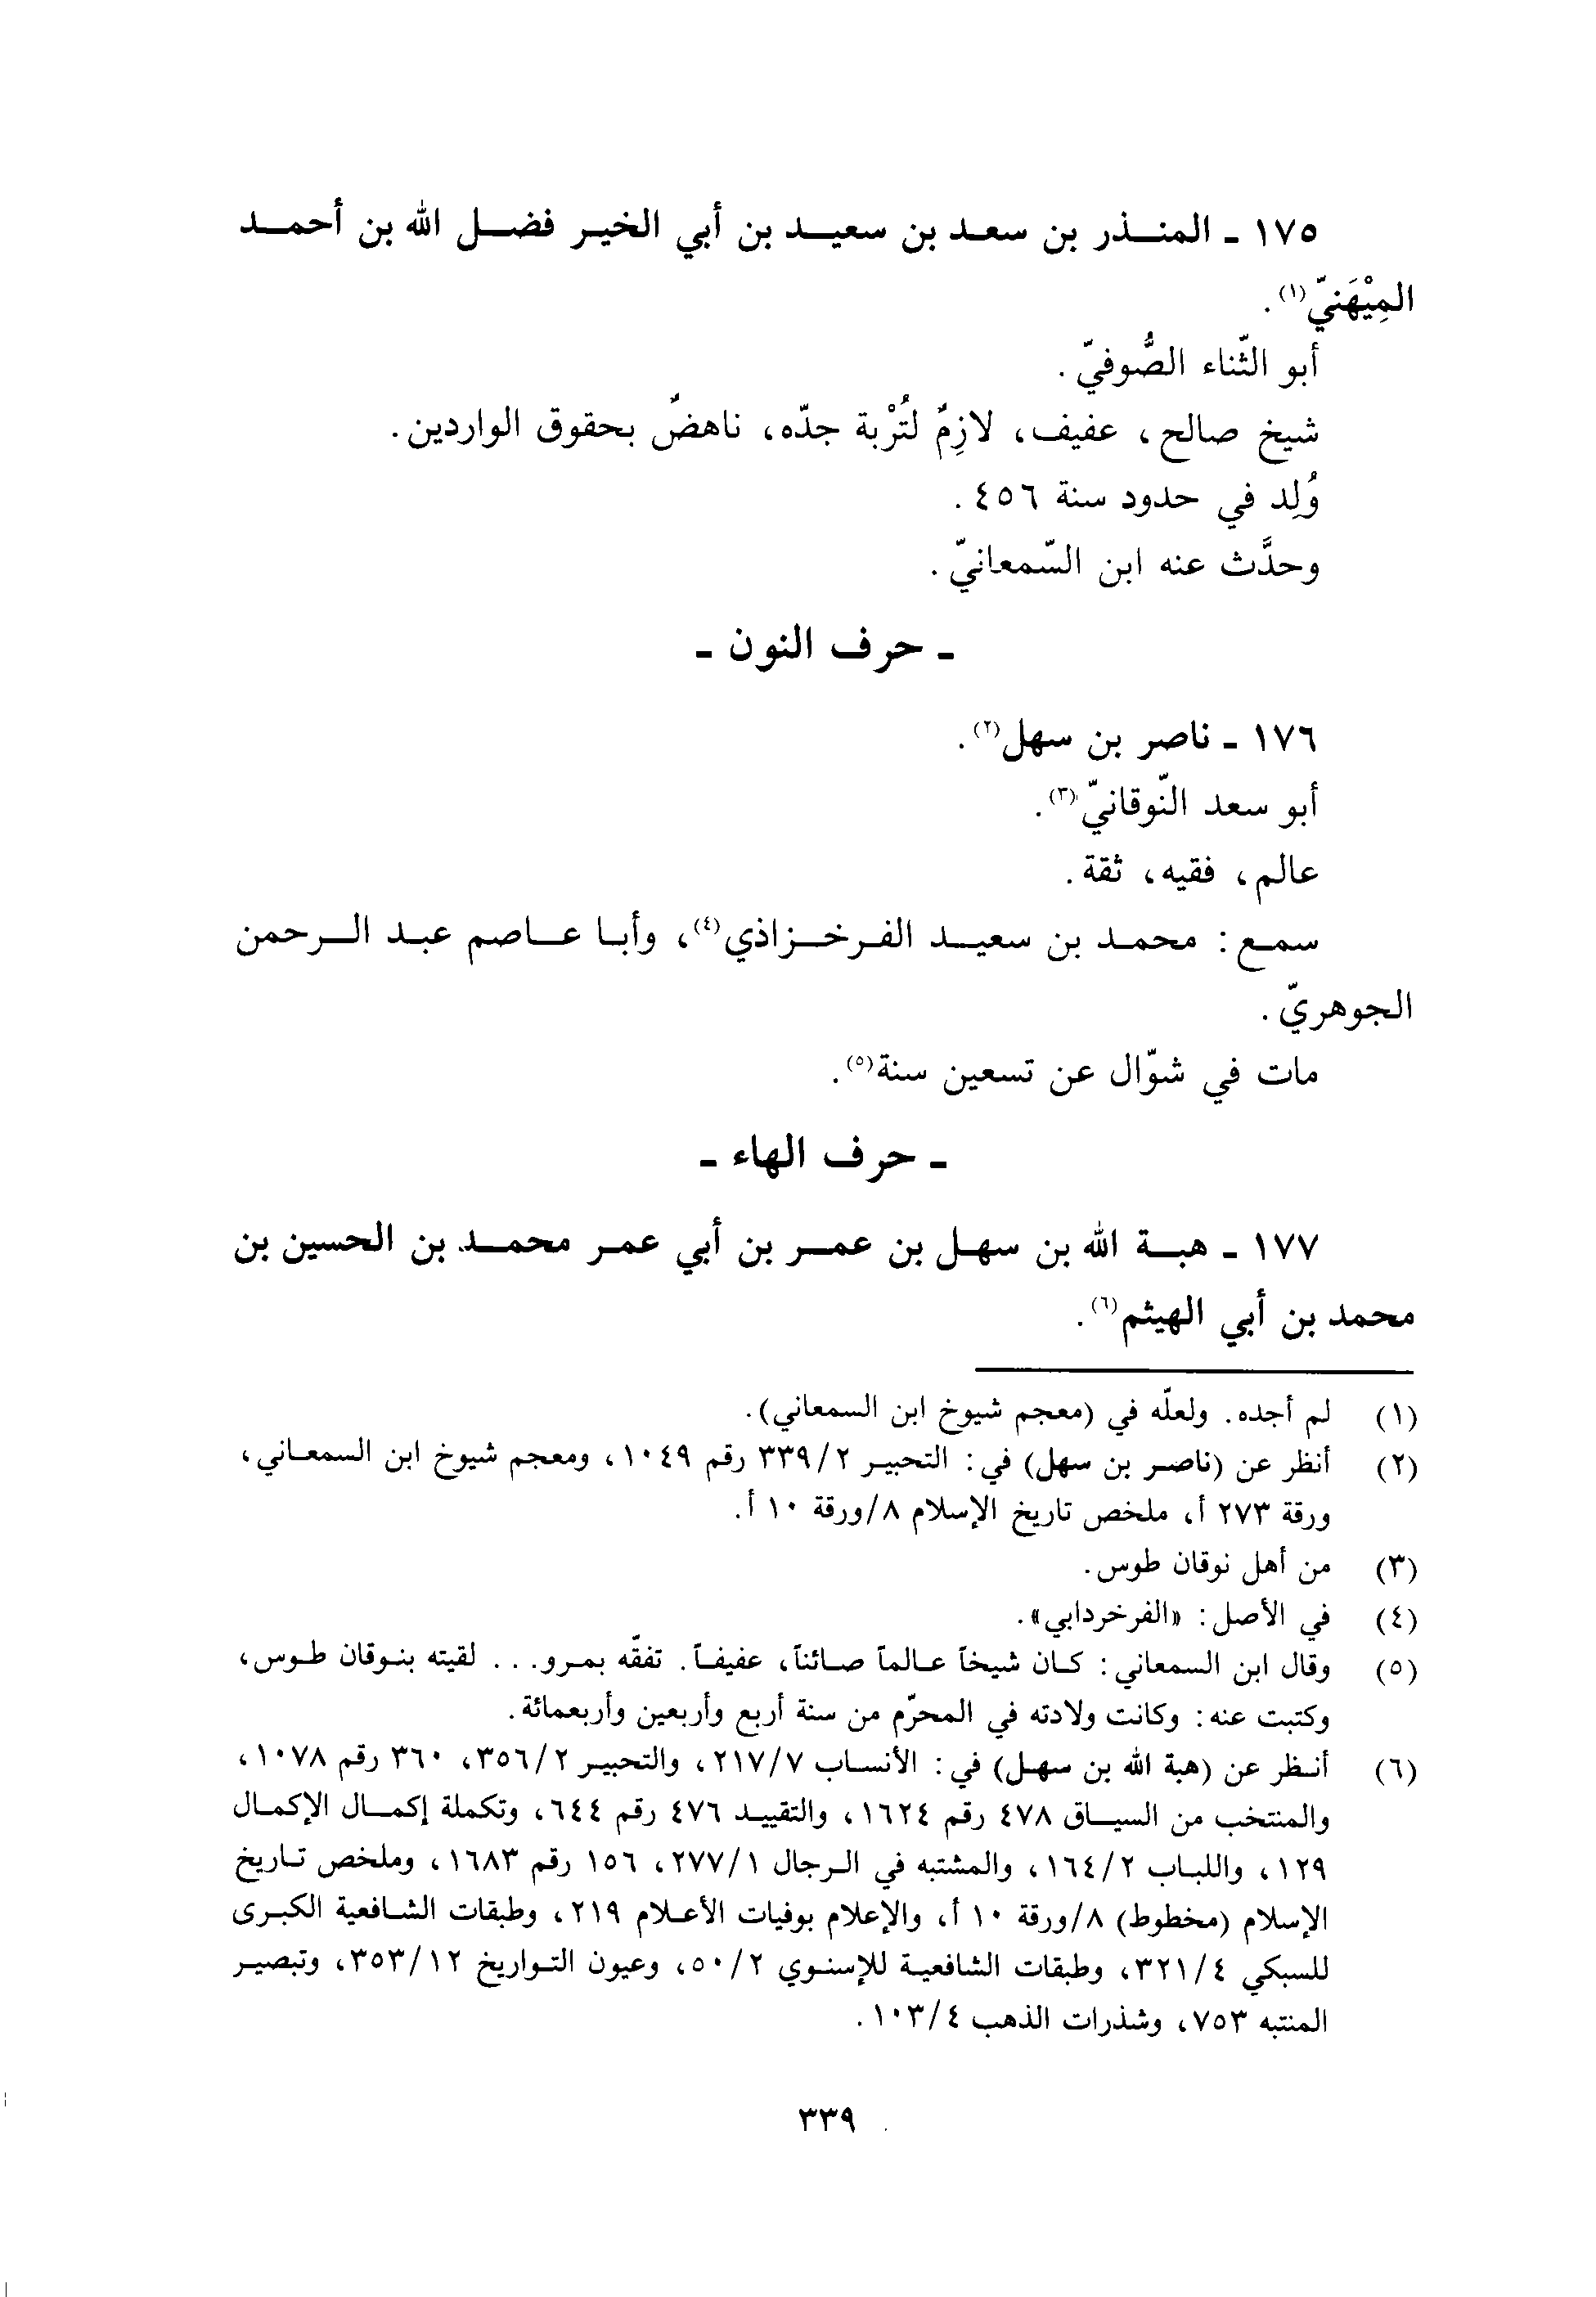 ١٧٥ ـ المنذر بن سعد بن سعيد بن أبي الخير فضل الله بن أحمد
المِيْهَنيّ(١).
أبو الثّناء الصُّوفيّ.
شيخ صالح، عفيف، لازِمٌ لتُرْبة جدّه، ناهضٌ بحقوق الواردين.
وُلِد في حدود سنة ٤٥٦.
وحدَّث عنه ابن السّمعانيّ.
ـ حرف النون ـ
١٧٦ ـ ناصر بن سهل(٢).
أبو سعد النّوقانيّ(٣).
عالم، فقيه، ثقة.
سمع: محمد بن سعيد الفرخزاذي(٤)، وأبا عاصم عبد الرحمن
الجوهريّ.
مات في شوّال عن تسعين سنة(٥).
ـ حرف الهاء ـ
١٧٧ ـ هبة الله بن سهل بن عمر بن أبي عمر محمد بن الحسين بن
محمد بن أبي الهيثم(٦).
(١) لم أجده. ولعلّه في (معجم شيوخ ابن السمعاني).
(٢) أنظر عن (ناصر بن سهل) في: التحبير ٣٣٩/٢ رقم ١٠٤٩، ومعجم شيوخ ابن السمعاني،
ورقة ٢٧٣ أ، ملخص تاريخ الإسلام ٨/ورقة ١٠ أ.
(٣) من أهل نوقان طوس.
(٤) في الأصل: «الفرخردابي».
(٥) وقال ابن السمعاني: كان شيخاً عالماً صائناً، عفيفاً. تفقّه بمرو... لقيته بنوقان طوس،
وكتبت عنه: وكانت ولادته في المحرّم من سنة أربع وأربعين وأربعمائة.
(٦) أنظر عن (هبة الله بن سهل) في: الأنساب ٢١٧/٧، والتحبير ٣٥٦/٢، ٣٦٠ رقم ١٠٧٨،
والمنتخب من السياق ٤٧٨ رقم ١٦٢٤، والتقييد ٤٧٦ رقم ٦٤٤، وتكملة إكمال الإكمال
١٢٩، واللباب ١٦٤/٢، والمشتبه في الرجال ٢٧٧/١، ١٥٦ رقم ١٦٨٣، وملخص تاريخ
الإسلام (مخطوط) ٨/ورقة ١٠ أ، والإعلام بوفيات الأعلام ٢١٩، وطبقات الشافعية الكبرى
للسبكي ٣٢١/٤، وطبقات الشافعية للإسنوي ٥٠/٢، وعيون التواريخ ٣٥٣/١٢، وتبصير
المنتبه ٧٥٣، وشذرات الذهب ١٠٣/٤.
٣٣٩